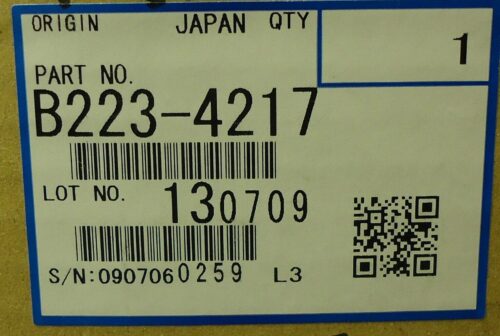 ORIGIN JAPAN QTY
1
PART NO.
B223-4217
LOT NO. 130709
S/N:0907060259 L3